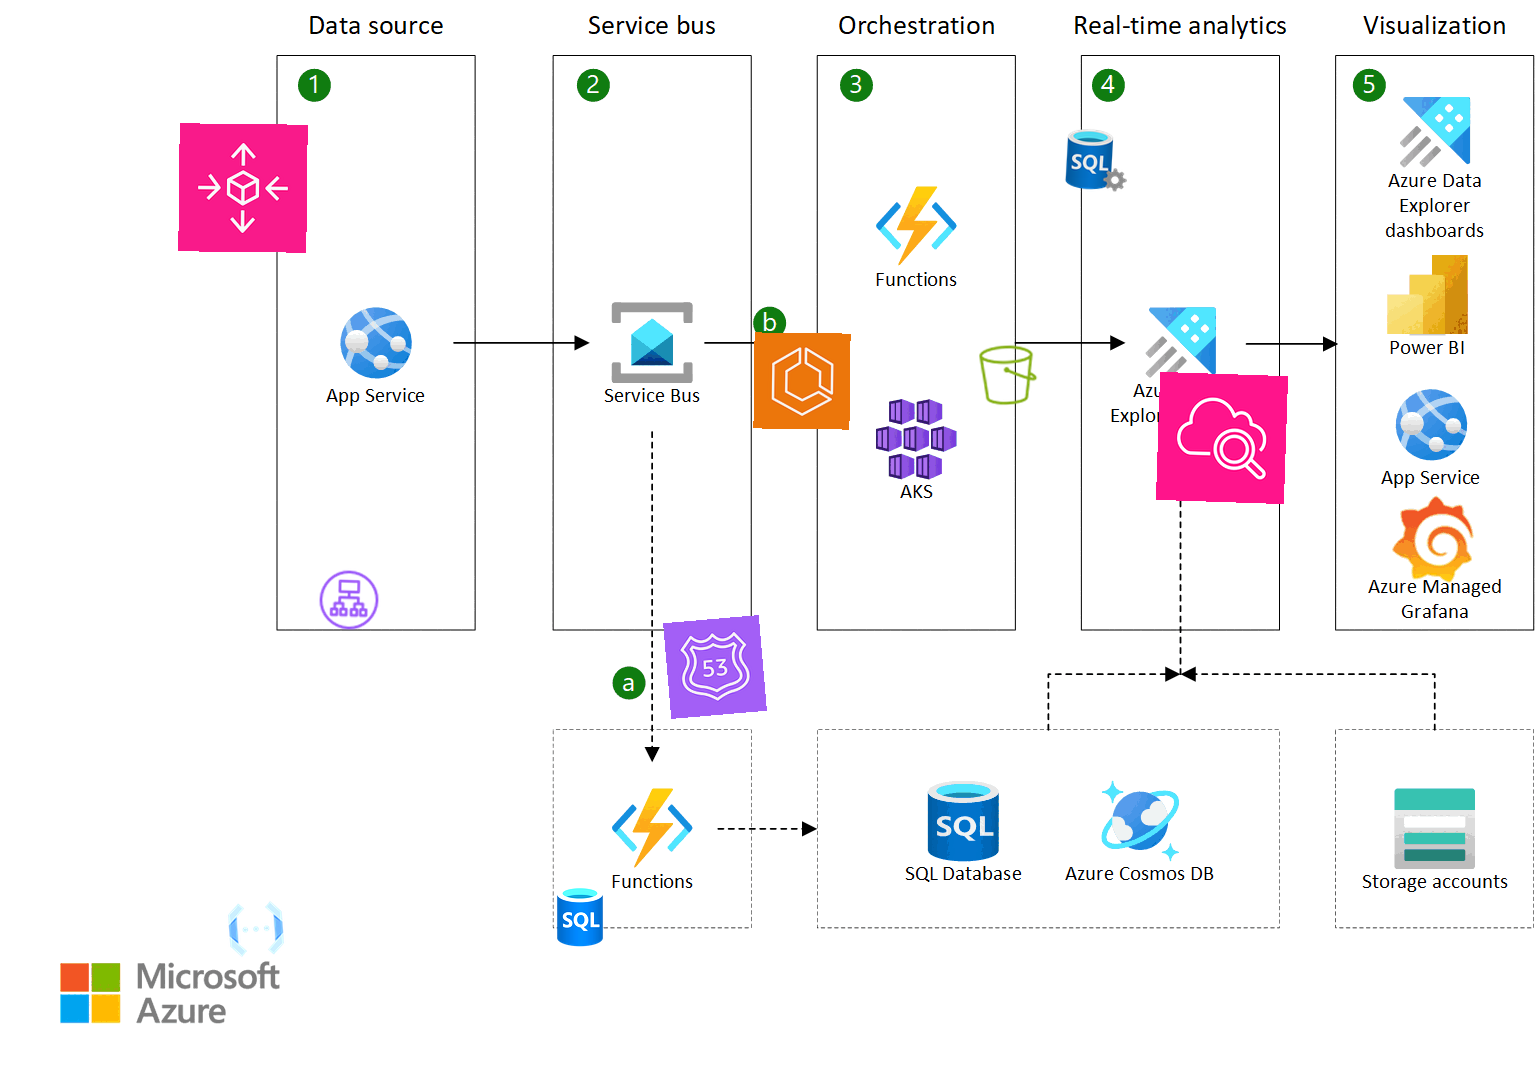 Data source
Service bus
Orchestration
Real-time analytics
Visualization
1
2
3
4
5
SQL
Azure Data
Explorer
dashboards
Functions
b
Power BI
App Service
Service Bus
AKS
App Service
Azure Managed
Grafana
53
a
SQL
SQL Database
Azure Cosmos DB
Functions
Storage accounts
SQL
Microsoft
Azure